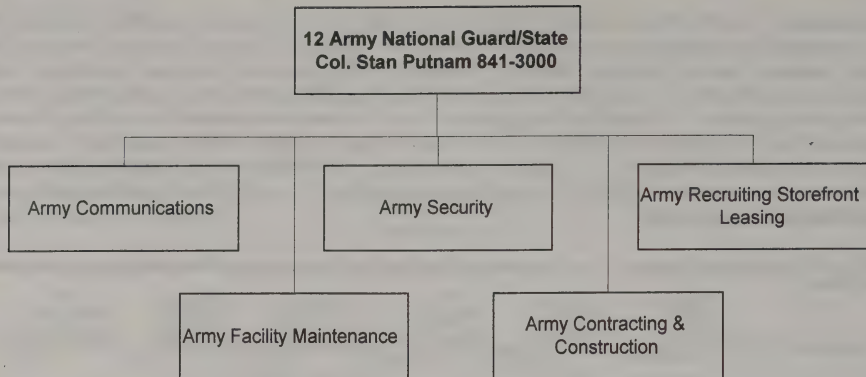 12 Army National Guard/State
Col. Stan Putnam 841-3000
Army Communications
Army Security
Army Recruiting Storefront
Leasing
Army Facility Maintenance
Army Contracting &
Construction